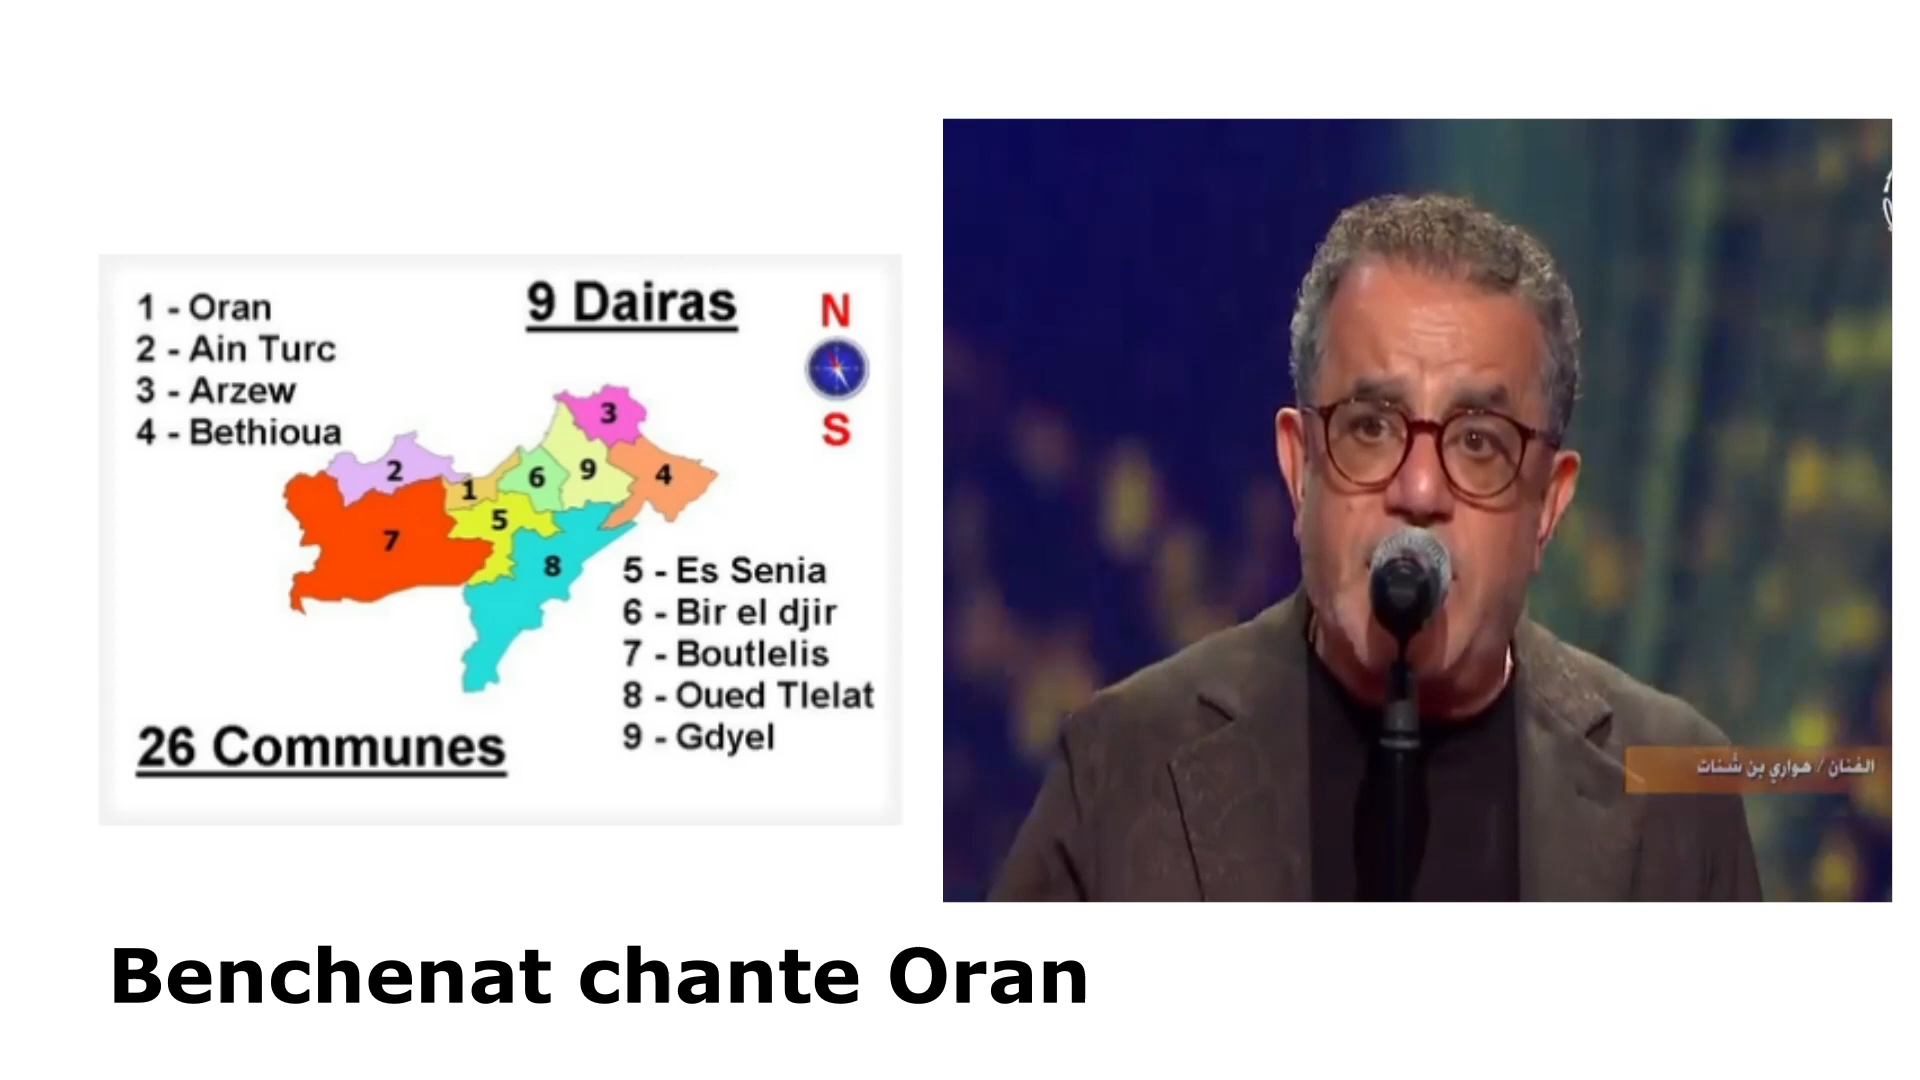 1 - Oran
2 - Ain Turc
3 - Arzew
4 - Bethioua
9 Dairas
N
S
3
2
1
6
9
4
5
7
8
5 - Es Senia
6 - Bir el djir
7 - Boutlelis
8 - Oued Tlelat
9 - Gdyel
26 Communes
الفنان / هواري بن شنات
Benchenat chante Oran